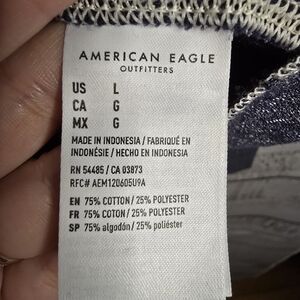 AMERICAN EAGLE
OUTFITTERS
US L
CA G
MX G
MADE IN INDONESIA / FABRIQUÉ EN
INDONÉSIE / HECHO EN INDONESIA
RN 54485 / CA 03873
RFC# AEM1206D5U9A
EN 75% COTTON / 25% POLYESTER
FR 75% COTON / 25% POLYESTER
SP 75% algodón / 25% poliéster